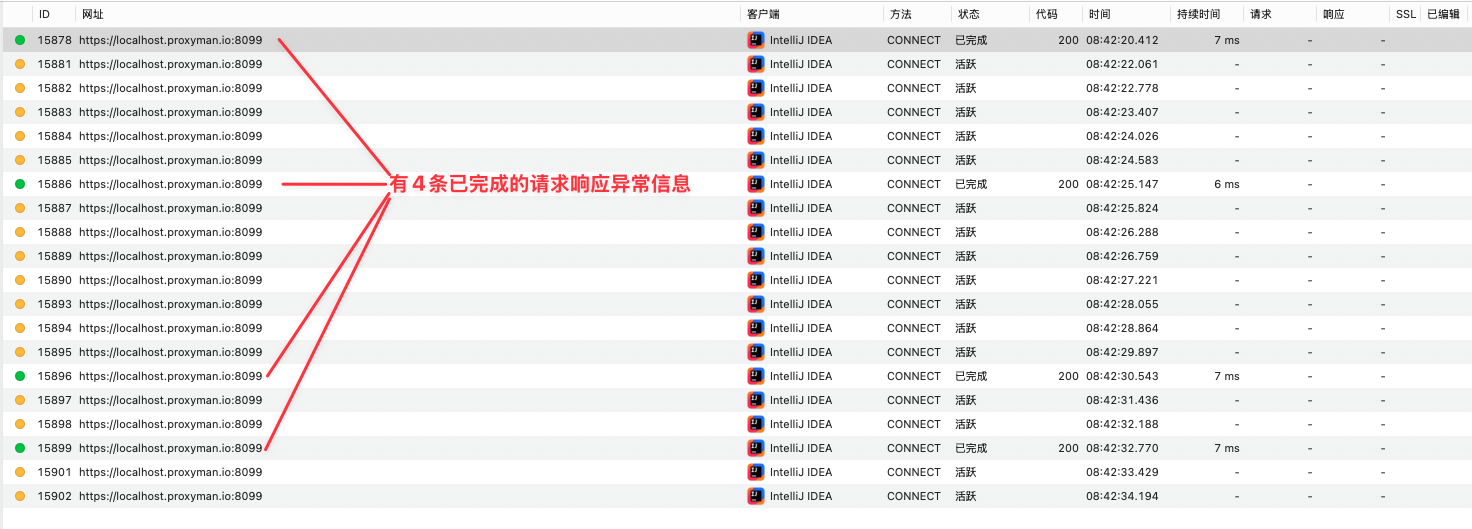 ID 网址 客户端 方法 状态 代码 时间 持续时间 请求 响应 SSL 已编辑
15878 https://localhost.proxyman.io:8099 IntelliJ IDEA CONNECT 已完成 200 08:42:20.412 7 ms - -
15881 https://localhost.proxyman.io:8099 IntelliJ IDEA CONNECT 活跃 08:42:22.061 - - -
15882 https://localhost.proxyman.io:8099 IntelliJ IDEA CONNECT 活跃 08:42:22.778 - - -
15883 https://localhost.proxyman.io:8099 IntelliJ IDEA CONNECT 活跃 08:42:23.407 - - -
15884 https://localhost.proxyman.io:8099 IntelliJ IDEA CONNECT 活跃 08:42:24.026 - - -
15885 https://localhost.proxyman.io:8099 IntelliJ IDEA CONNECT 活跃 08:42:24.583 - - -
15886 https://localhost.proxyman.io:8099 有4条已完成的请求响应异常信息 IntelliJ IDEA CONNECT 已完成 200 08:42:25.147 6 ms - -
15887 https://localhost.proxyman.io:8099 IntelliJ IDEA CONNECT 活跃 08:42:25.824 - - -
15888 https://localhost.proxyman.io:8099 IntelliJ IDEA CONNECT 活跃 08:42:26.288 - - -
15889 https://localhost.proxyman.io:8099 IntelliJ IDEA CONNECT 活跃 08:42:26.759 - - -
15890 https://localhost.proxyman.io:8099 IntelliJ IDEA CONNECT 活跃 08:42:27.221 - - -
15893 https://localhost.proxyman.io:8099 IntelliJ IDEA CONNECT 活跃 08:42:28.055 - - -
15894 https://localhost.proxyman.io:8099 IntelliJ IDEA CONNECT 活跃 08:42:28.864 - - -
15895 https://localhost.proxyman.io:8099 IntelliJ IDEA CONNECT 活跃 08:42:29.897 - - -
15896 https://localhost.proxyman.io:8099 IntelliJ IDEA CONNECT 已完成 200 08:42:30.543 7 ms - -
15897 https://localhost.proxyman.io:8099 IntelliJ IDEA CONNECT 活跃 08:42:31.436 - - -
15898 https://localhost.proxyman.io:8099 IntelliJ IDEA CONNECT 活跃 08:42:32.188 - - -
15899 https://localhost.proxyman.io:8099 IntelliJ IDEA CONNECT 已完成 200 08:42:32.770 7 ms - -
15901 https://localhost.proxyman.io:8099 IntelliJ IDEA CONNECT 活跃 08:42:33.429 - - -
15902 https://localhost.proxyman.io:8099 IntelliJ IDEA CONNECT 活跃 08:42:34.194 - - -